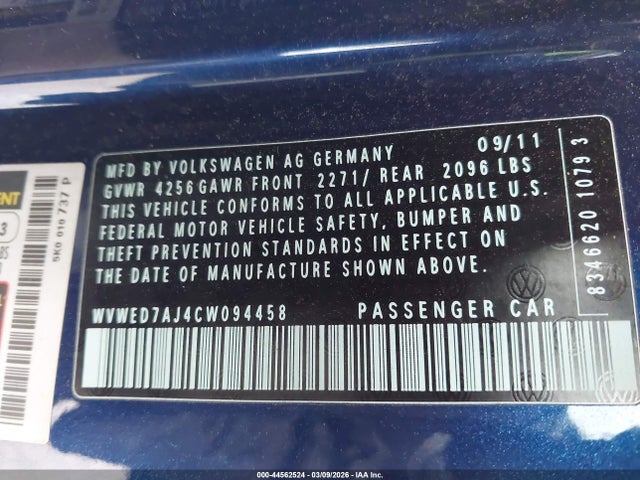 MFD BY VOLKSWAGEN AG GERMANY 09/11
GVWR 4256 GAWR FRONT 2271/ REAR 2096 LBS
THIS VEHICLE CONFORMS TO ALL APPLICABLE U.S.
FEDERAL MOTOR VEHICLE SAFETY, BUMPER AND
THEFT PREVENTION STANDARDS IN EFFECT ON
THE DATE OF MANUFACTURE SHOWN ABOVE.
WVWED7AJ4CW094458 PASSENGER CAR
8346620 1079 3
5K0 010 737 P
000-44562524 | 03/09/2026 | IAA Inc.